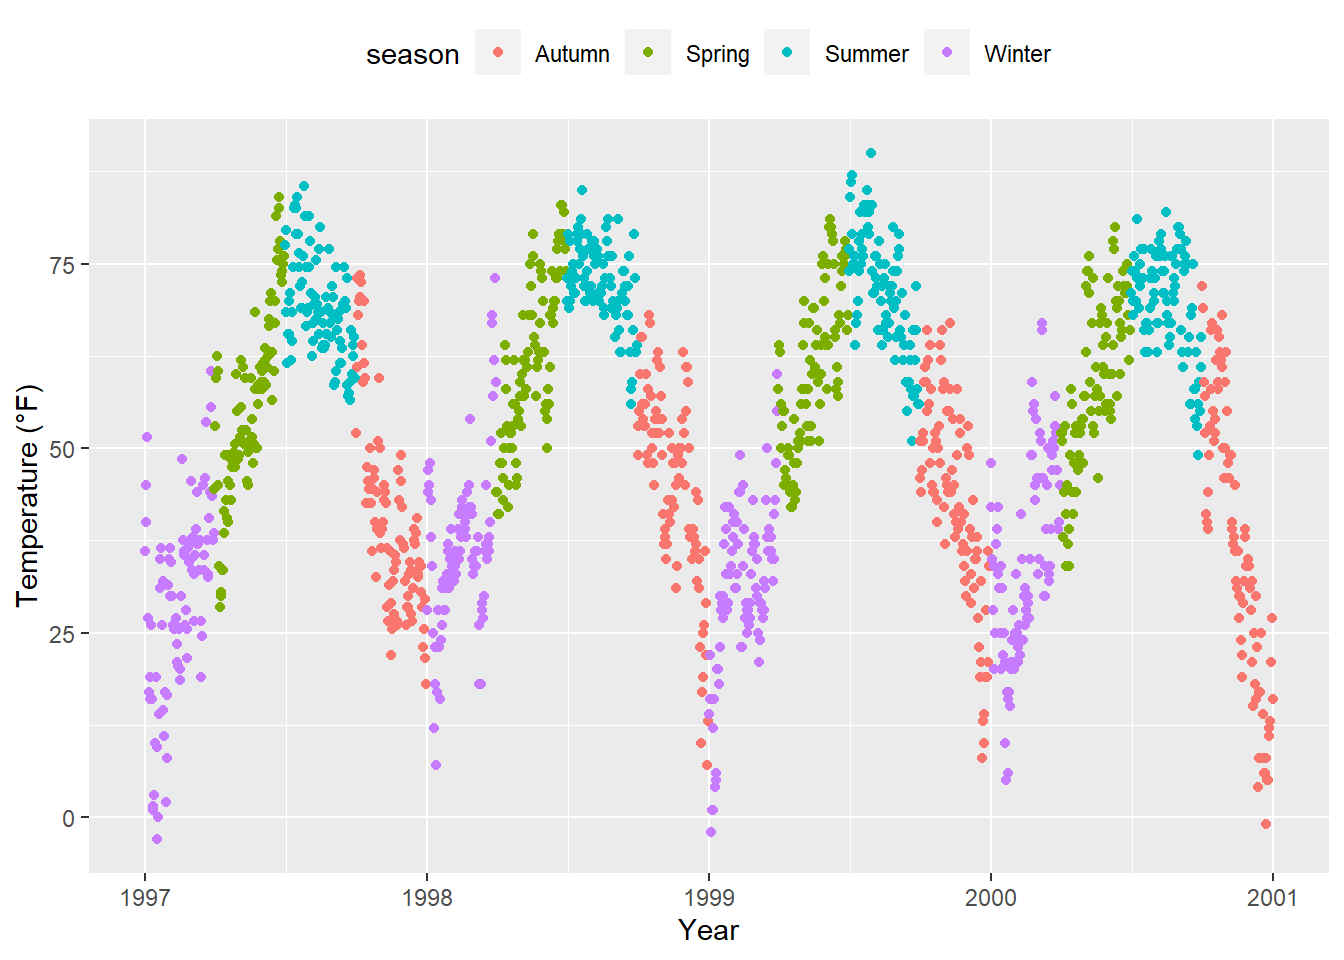 season Autumn Spring Summer Winter
Temperature (°F)
75
50
25
0
1997 1998 1999 2000 2001
Year